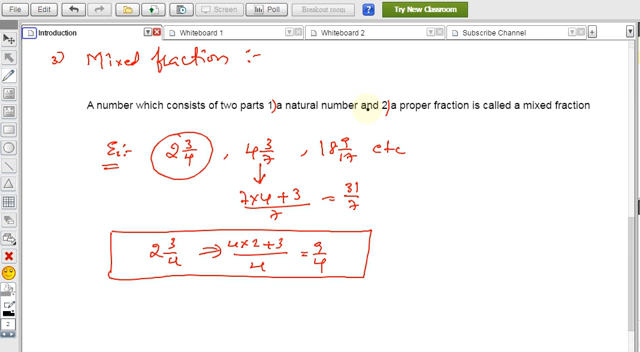 File Edit Screen Breakout room Try New Classroom
Introduction Whiteboard 1 Whiteboard 2 Subscribe Channel
3) Mixed fraction :-
A number which consists of two parts 1) a natural number and 2) a proper fraction is called a mixed fraction
Ex:- 2 3/4 , 4 3/7 , 18 9/17 etc
↓
(7×4+3)/7 = 31/7
2 3/4 ⇒ (4×2+3)/4 = 9/4
2